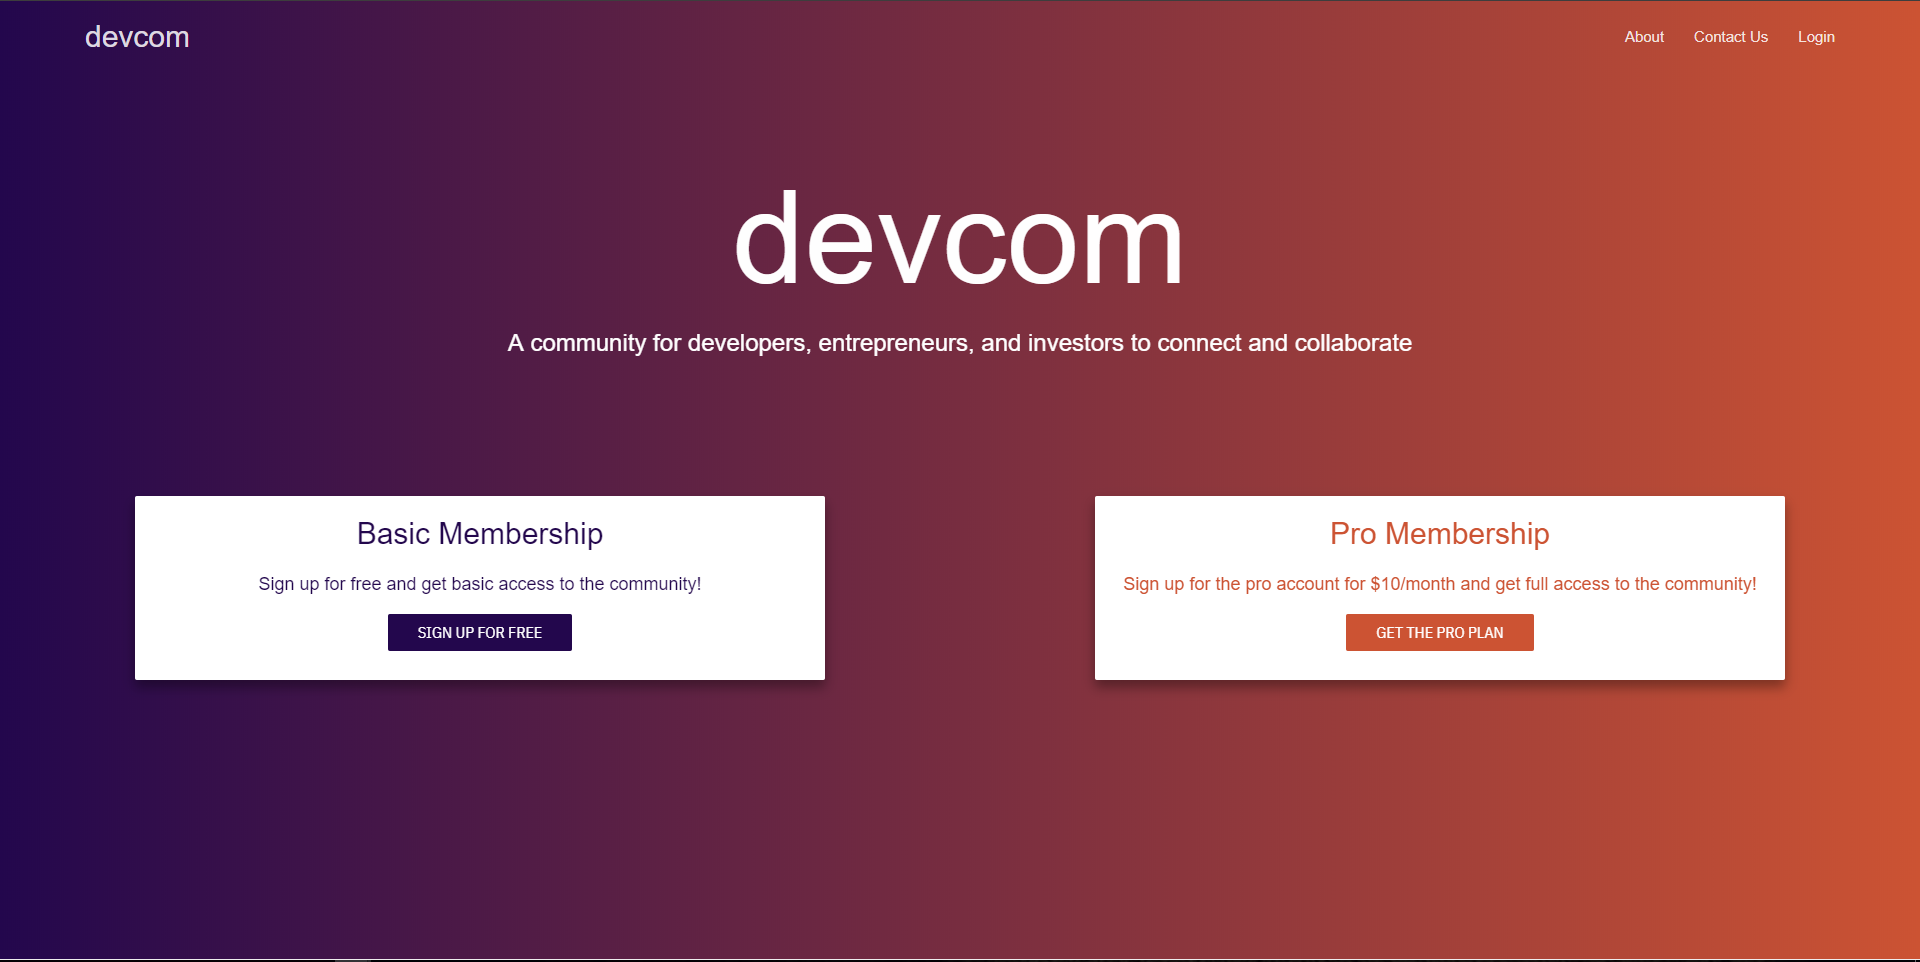 devcom
About Contact Us Login
devcom
A community for developers, entrepreneurs, and investors to connect and collaborate
Basic Membership
Sign up for free and get basic access to the community!
SIGN UP FOR FREE
Pro Membership
Sign up for the pro account for $10/month and get full access to the community!
GET THE PRO PLAN